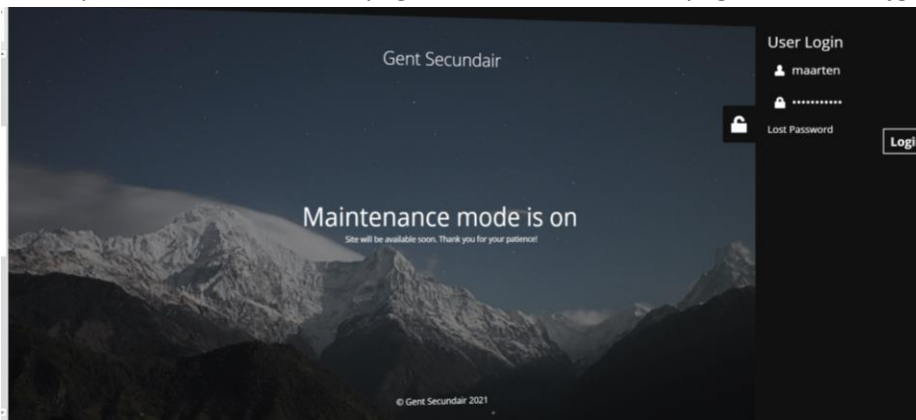 Gent Secundair
Maintenance mode is on
Site will be available soon. Thank you for your patience!
© Gent Secundair 2021
User Login
maarten
•••••••••••
Lost Password